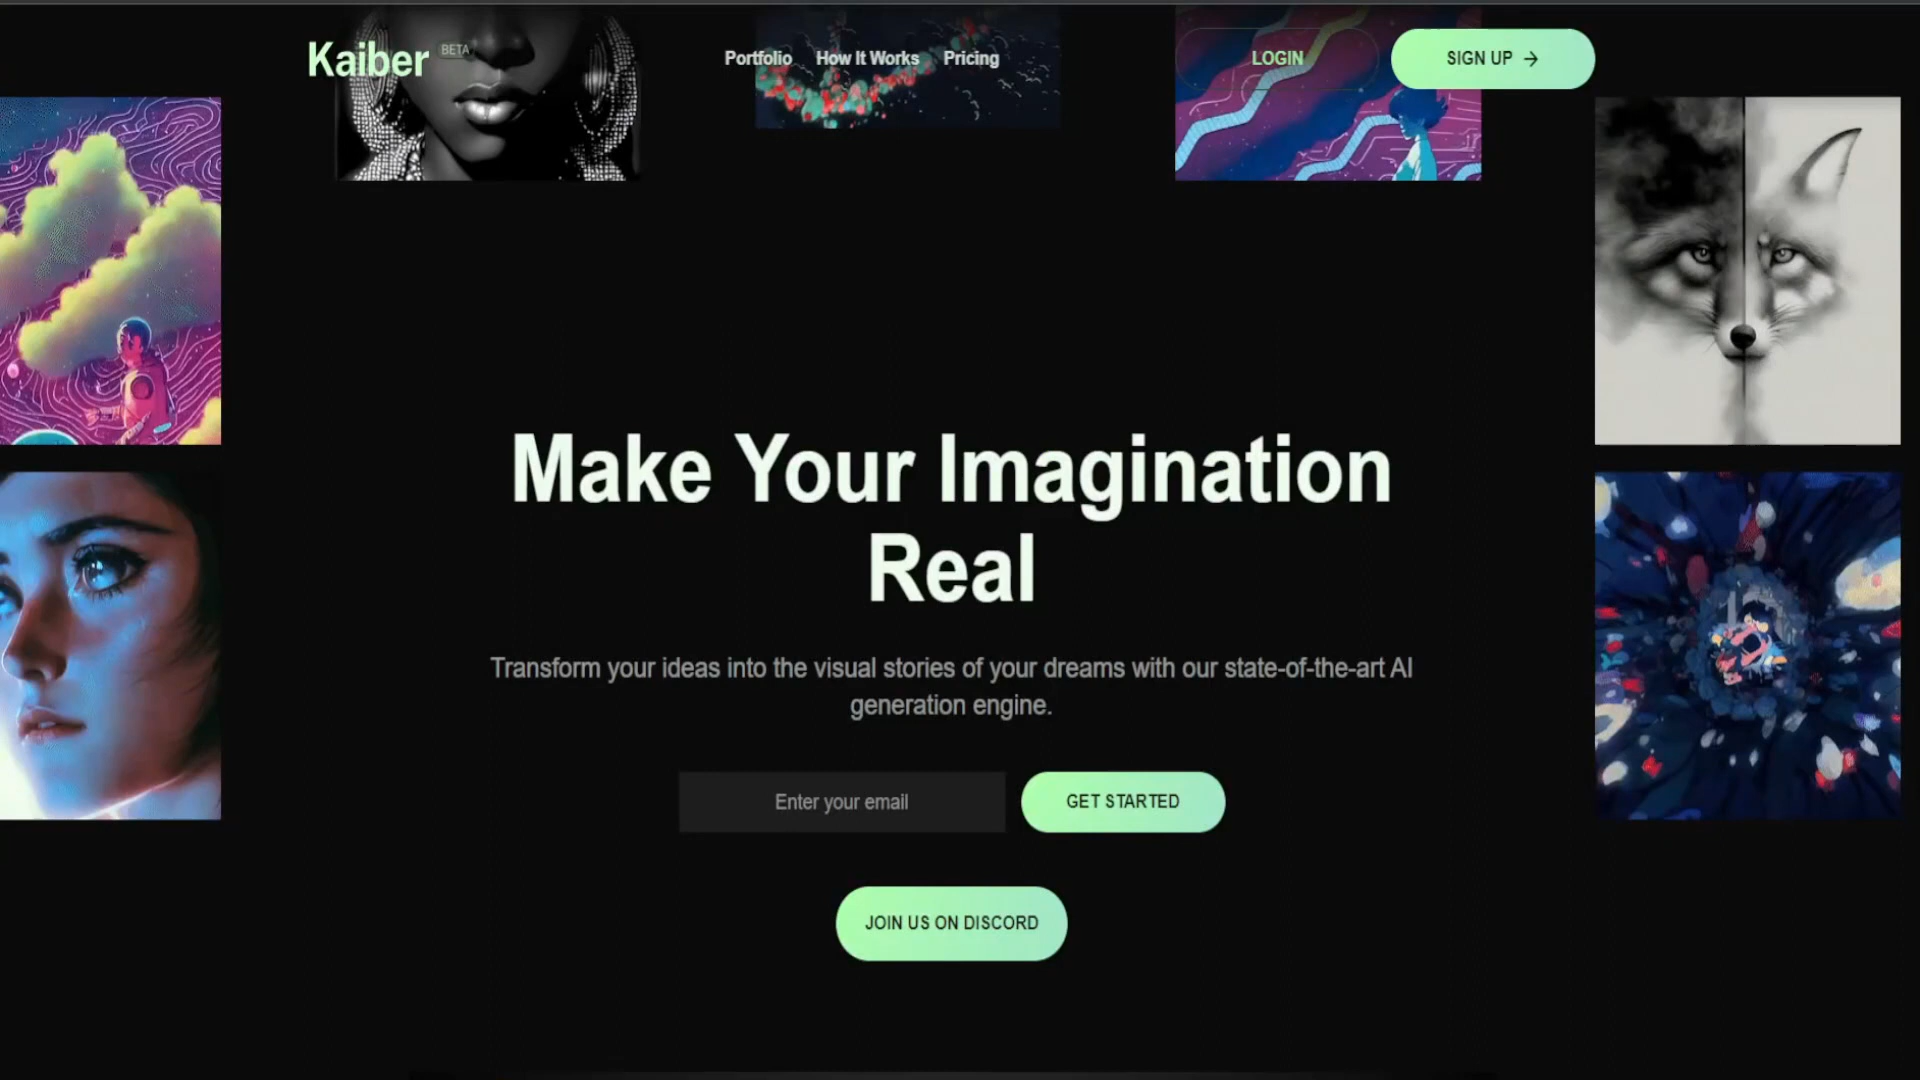 Kaiber BETA
Portfolio How It Works Pricing
LOGIN
SIGN UP →
Make Your Imagination
Real
Transform your ideas into the visual stories of your dreams with our state-of-the-art AI
generation engine.
Enter your email
GET STARTED
JOIN US ON DISCORD